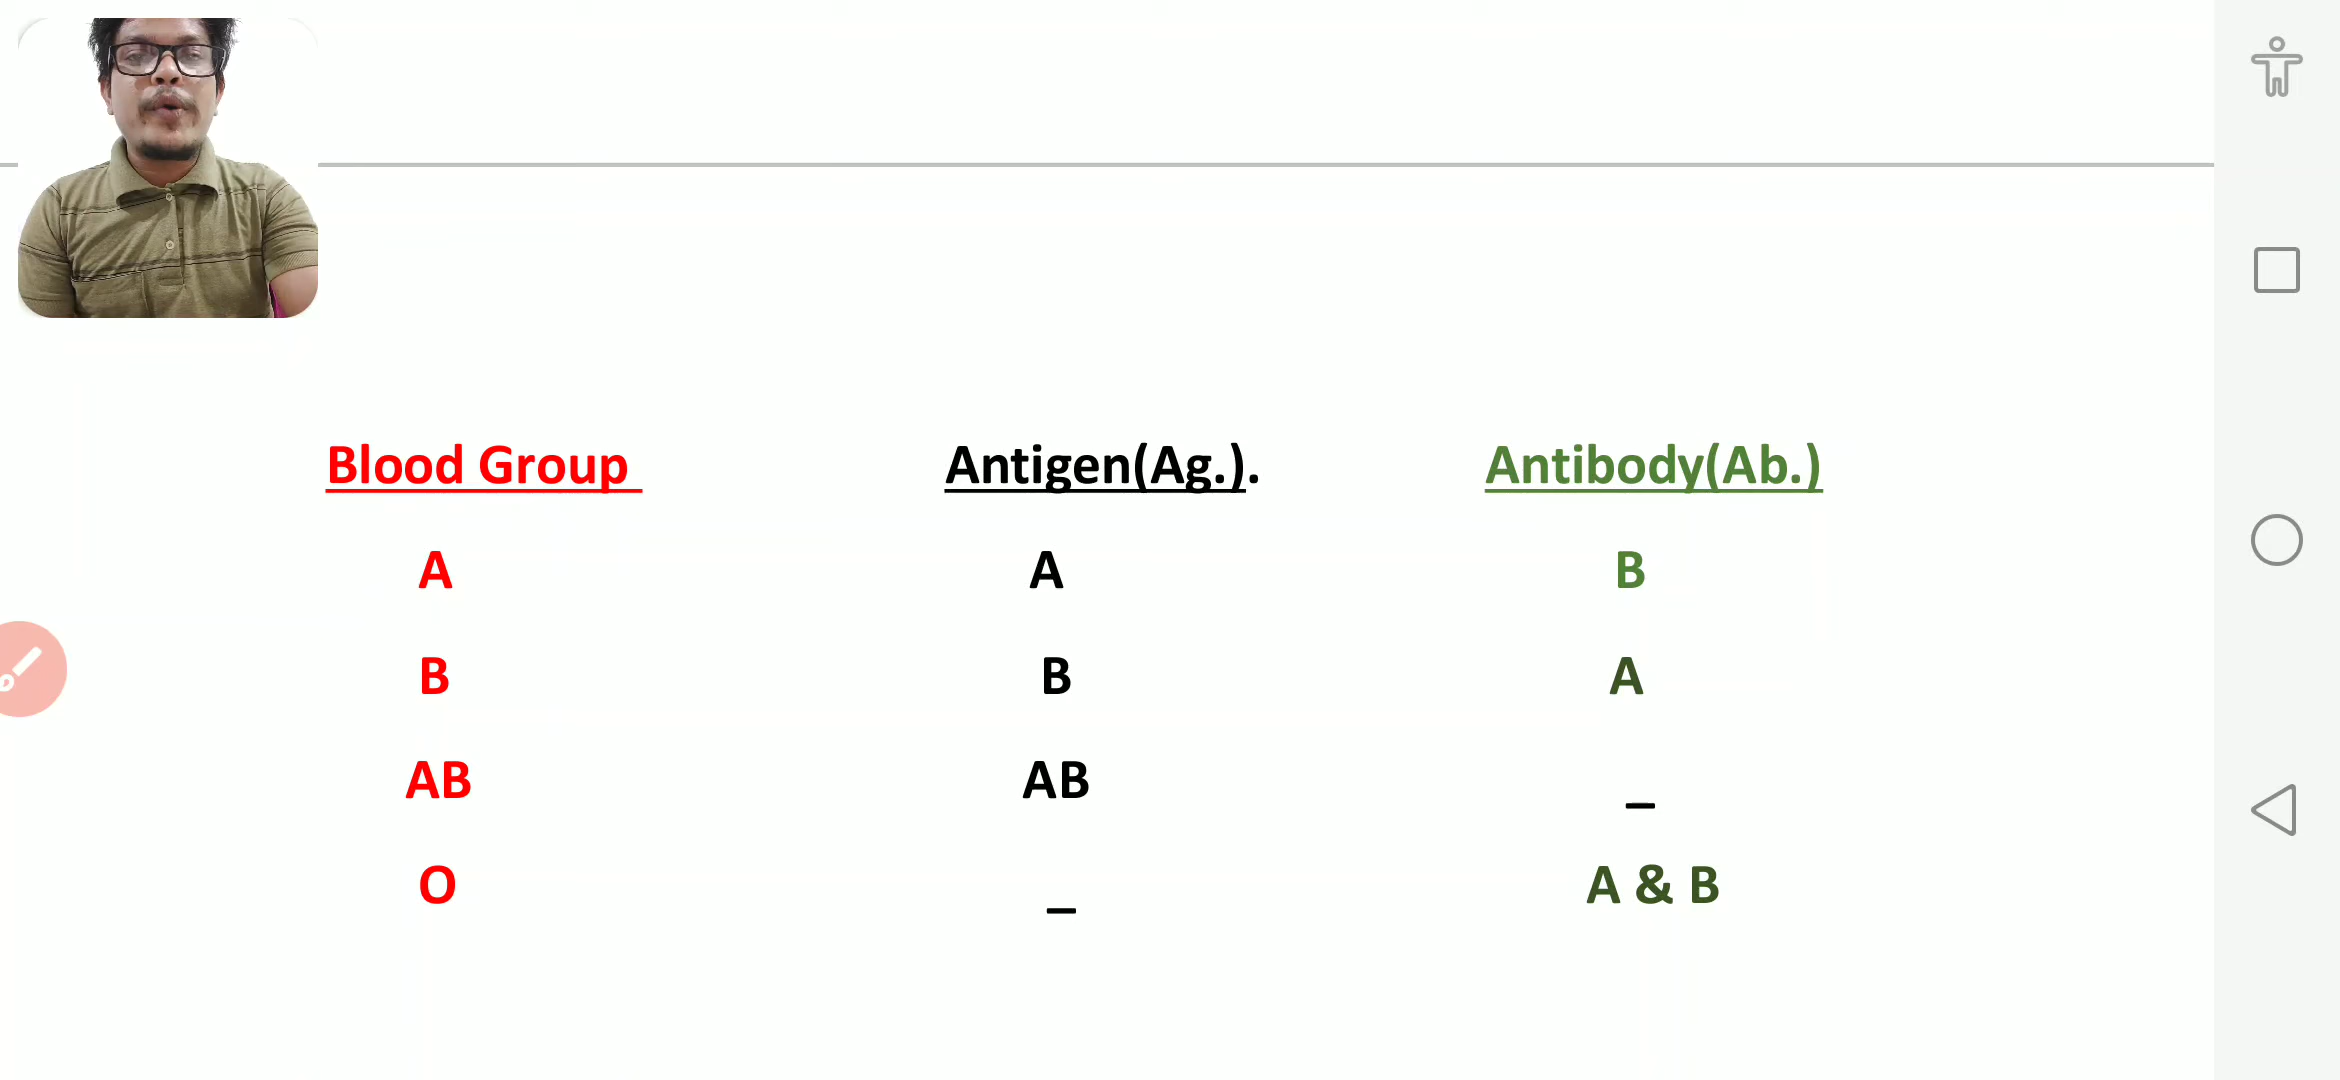 Blood Group Antigen(Ag.). Antibody(Ab.)
A A B
B B A
AB AB _
O _ A & B